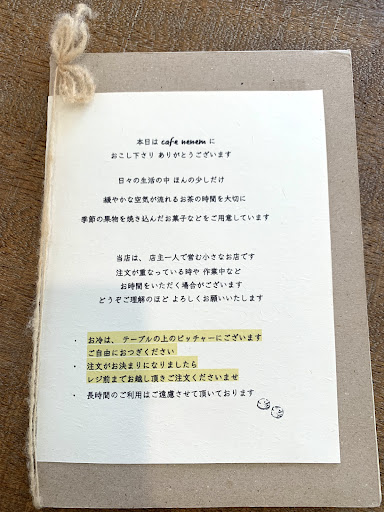 本日は cafe nenem に
おこし下さり ありがとうございます
日々の生活の中 ほんの少しだけ
緩やかな空気が流れるお茶の時間を大切に
季節の果物を焼き込んだお菓子などをご用意しています
当店は、 店主一人で営む小さなお店です
注文が重なっている時や 作業中など
お時間をいただく場合がございます
どうぞご理解のほど よろしくお願いいたします
・ お冷は、 テーブルの上のピッチャーにございます
ご自由におつぎください
・ 注文がお決まりになりましたら
レジ前までお越し頂きご注文くださいませ
・ 長時間のご利用はご遠慮させて頂いております